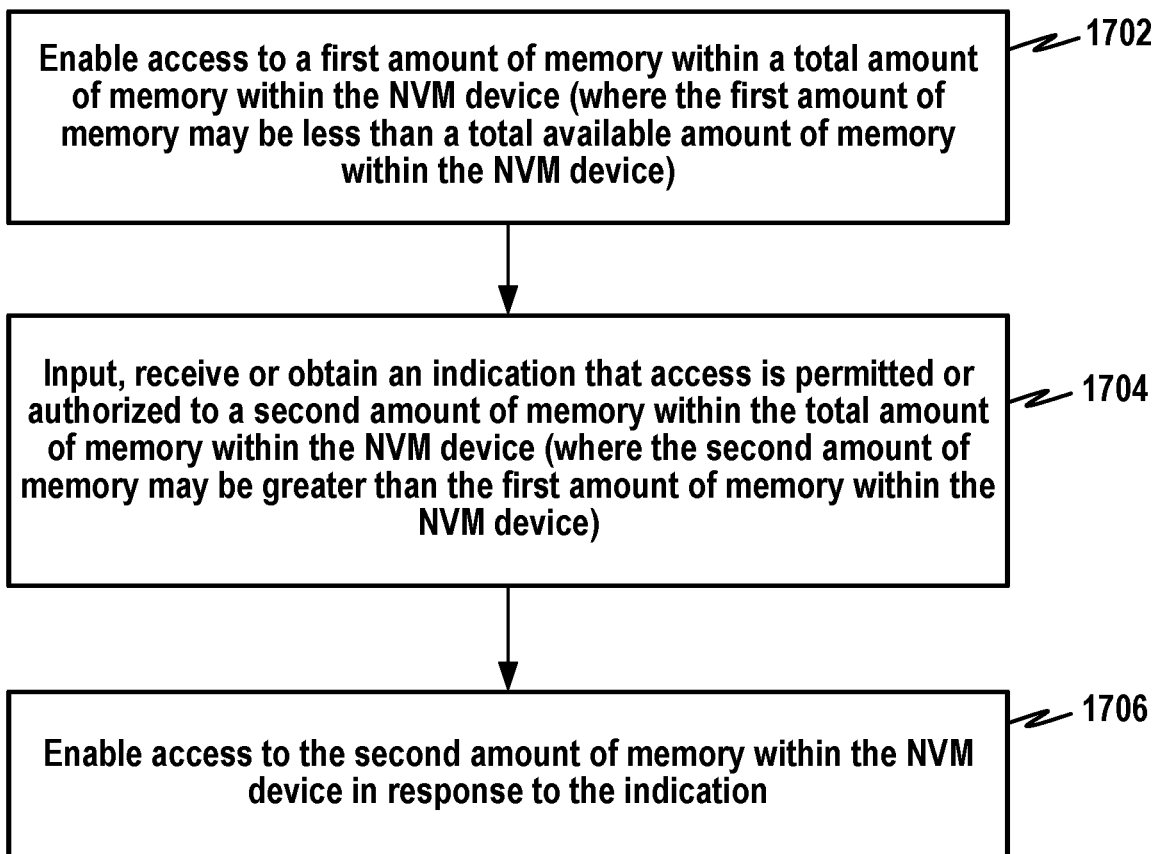 Enable access to a first amount of memory within a total amount
of memory within the NVM device (where the first amount of
memory may be less than a total available amount of memory
within the NVM device)
1702
Input, receive or obtain an indication that access is permitted or
authorized to a second amount of memory within the total amount
of memory within the NVM device (where the second amount of
memory may be greater than the first amount of memory within the
NVM device)
1704
Enable access to the second amount of memory within the NVM
device in response to the indication
1706